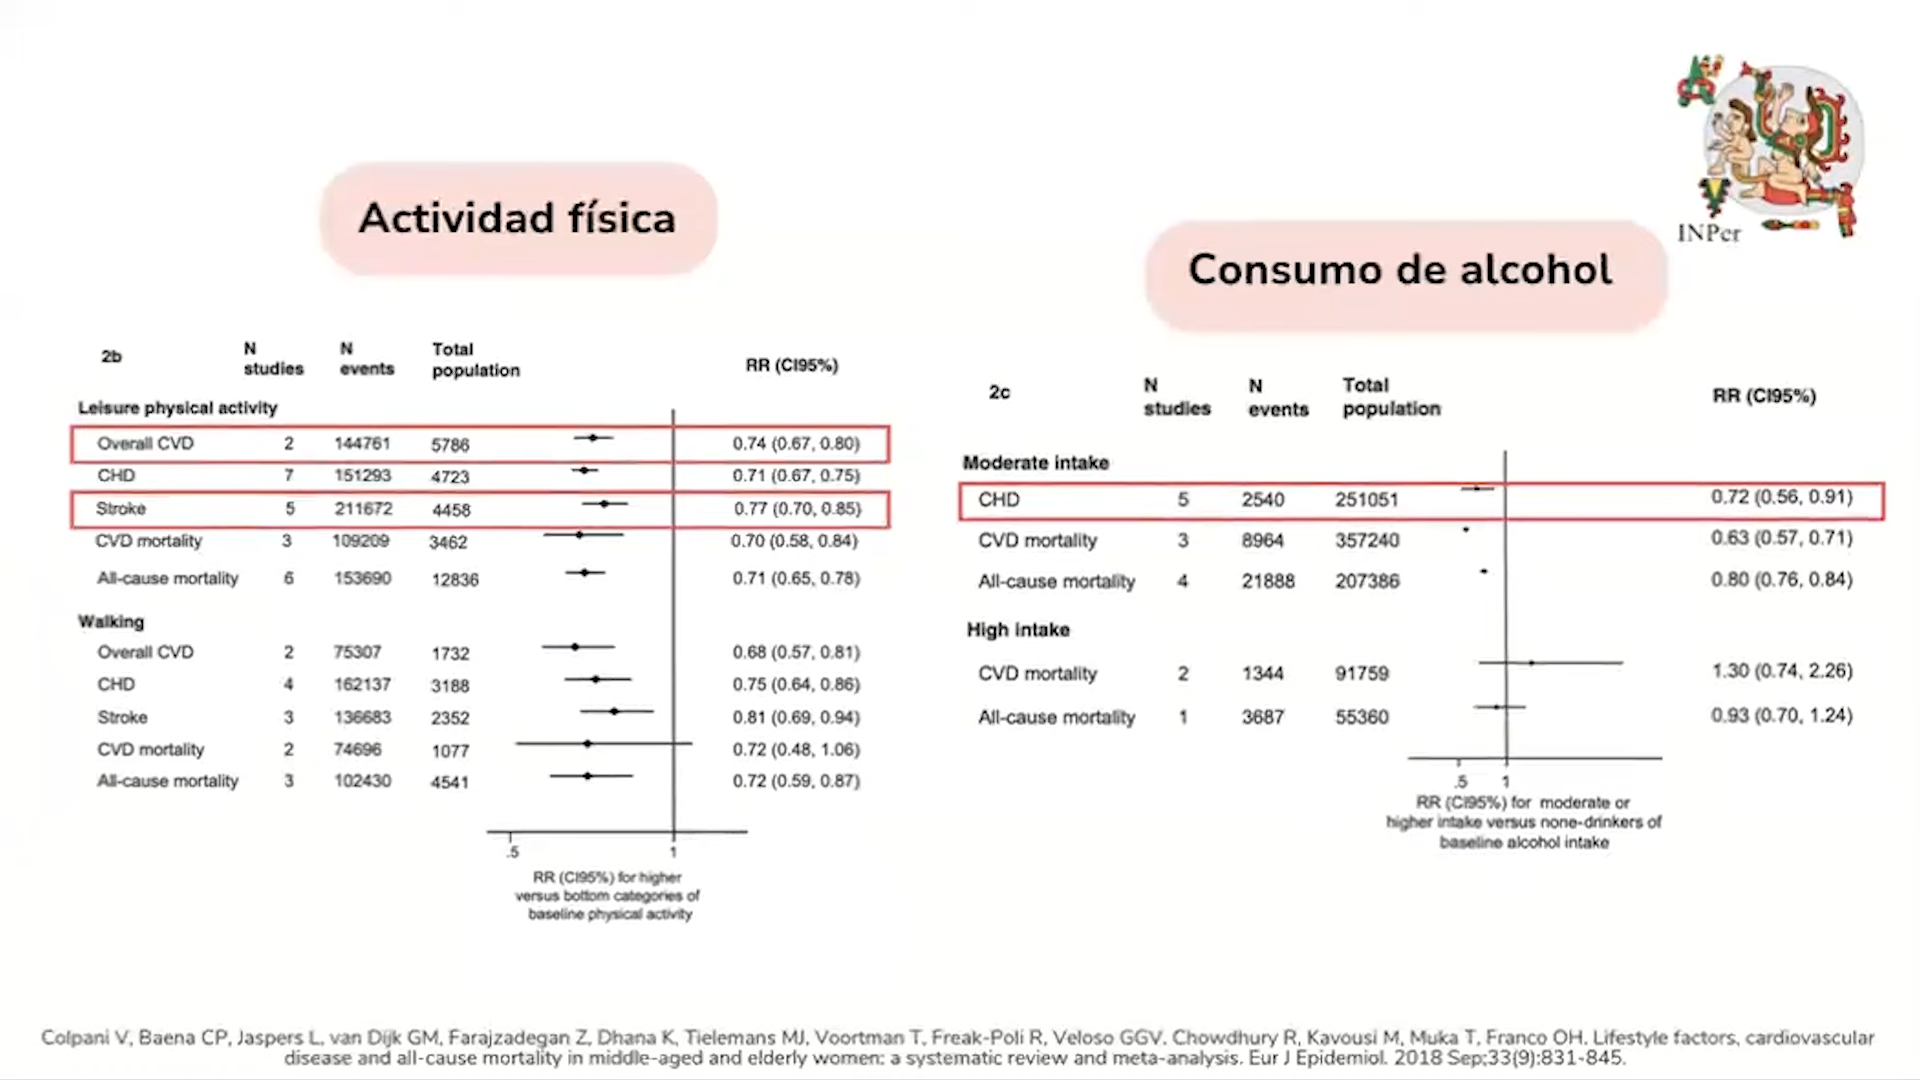 INPer
Actividad física
2b N studies N events Total population RR (CI95%)
Leisure physical activity
Overall CVD 2 144761 5786 0.74 (0.67, 0.80)
CHD 7 151293 4723 0.71 (0.67, 0.75)
Stroke 5 211672 4458 0.77 (0.70, 0.85)
CVD mortality 3 109209 3462 0.70 (0.58, 0.84)
All-cause mortality 6 153690 12836 0.71 (0.65, 0.78)
Walking
Overall CVD 2 75307 1732 0.68 (0.57, 0.81)
CHD 4 162137 3188 0.75 (0.64, 0.86)
Stroke 3 136683 2352 0.81 (0.69, 0.94)
CVD mortality 2 74696 1077 0.72 (0.48, 1.06)
All-cause mortality 3 102430 4541 0.72 (0.59, 0.87)
.5 1
RR (CI95%) for higher
versus bottom categories of
baseline physical activity
Consumo de alcohol
2c N studies N events Total population RR (CI95%)
Moderate intake
CHD 5 2540 251051 0.72 (0.56, 0.91)
CVD mortality 3 8964 357240 0.63 (0.57, 0.71)
All-cause mortality 4 21888 207386 0.80 (0.76, 0.84)
High intake
CVD mortality 2 1344 91759 1.30 (0.74, 2.26)
All-cause mortality 1 3687 55360 0.93 (0.70, 1.24)
.5 1
RR (CI95%) for moderate or
higher intake versus none-drinkers of
baseline alcohol intake
Colpani V, Baena CP, Jaspers L, van Dijk GM, Farajzadegan Z, Dhana K, Tielemans MJ, Voortman T, Freak-Poli R, Veloso GGV, Chowdhury R, Kavousi M, Muka T, Franco OH. Lifestyle factors, cardiovascular
disease and all-cause mortality in middle-aged and elderly women: a systematic review and meta-analysis. Eur J Epidemiol. 2018 Sep;33(9):831-845.